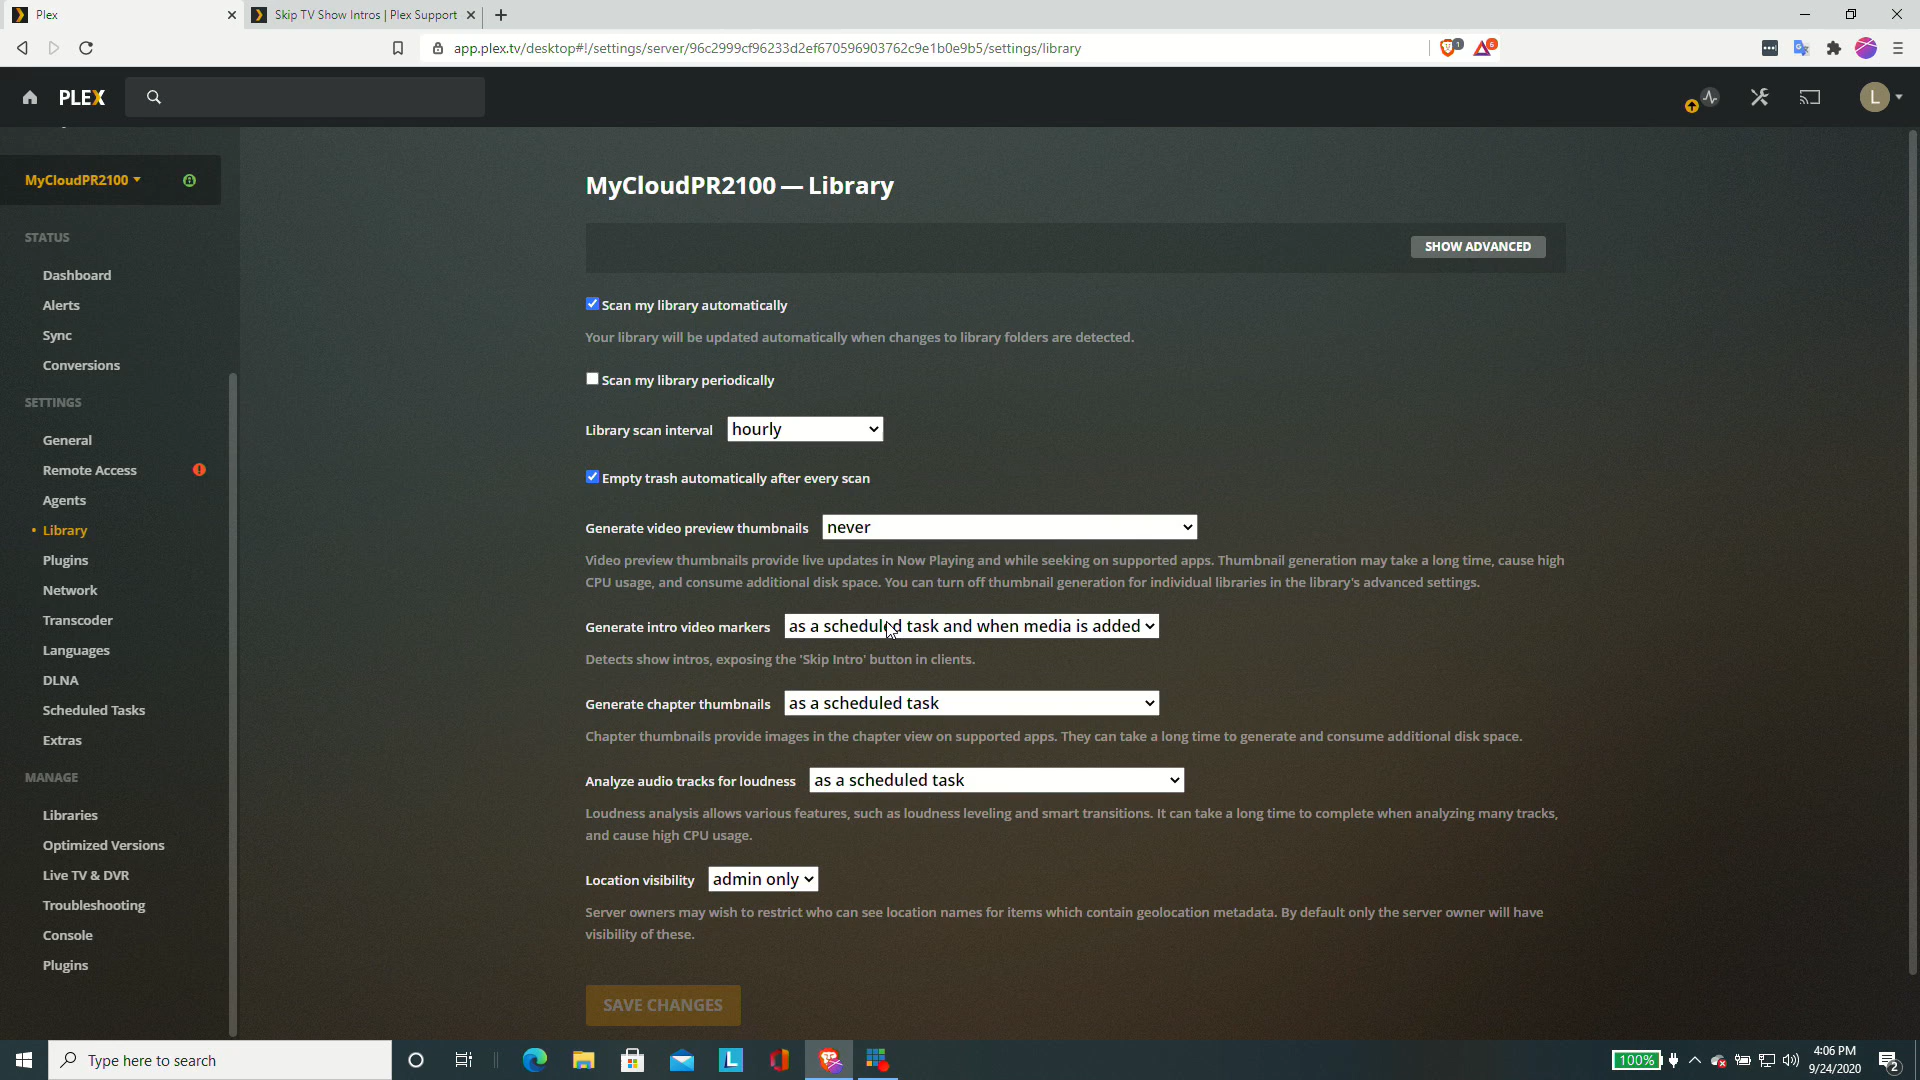 Plex
Skip TV Show Intros | Plex Support
app.plex.tv/desktop#!/settings/server/96c2999cf96233d2ef670596903762c9e1b0e9b5/settings/library
1
6
PLEX
L
MyCloudPR2100
STATUS
Dashboard
Alerts
Sync
Conversions
SETTINGS
General
Remote Access
Agents
Library
Plugins
Network
Transcoder
Languages
DLNA
Scheduled Tasks
Extras
MANAGE
Libraries
Optimized Versions
Live TV & DVR
Troubleshooting
Console
Plugins
MyCloudPR2100 — Library
SHOW ADVANCED
Scan my library automatically
Your library will be updated automatically when changes to library folders are detected.
Scan my library periodically
Library scan interval hourly
Empty trash automatically after every scan
Generate video preview thumbnails never
Video preview thumbnails provide live updates in Now Playing and while seeking on supported apps. Thumbnail generation may take a long time, cause high
CPU usage, and consume additional disk space. You can turn off thumbnail generation for individual libraries in the library's advanced settings.
Generate intro video markers as a scheduled task and when media is added
Detects show intros, exposing the 'Skip Intro' button in clients.
Generate chapter thumbnails as a scheduled task
Chapter thumbnails provide images in the chapter view on supported apps. They can take a long time to generate and consume additional disk space.
Analyze audio tracks for loudness as a scheduled task
Loudness analysis allows various features, such as loudness leveling and smart transitions. It can take a long time to complete when analyzing many tracks,
and cause high CPU usage.
Location visibility admin only
Server owners may wish to restrict who can see location names for items which contain geolocation metadata. By default only the server owner will have
visibility of these.
SAVE CHANGES
Type here to search
L
100%
4:06 PM
9/24/2020
2